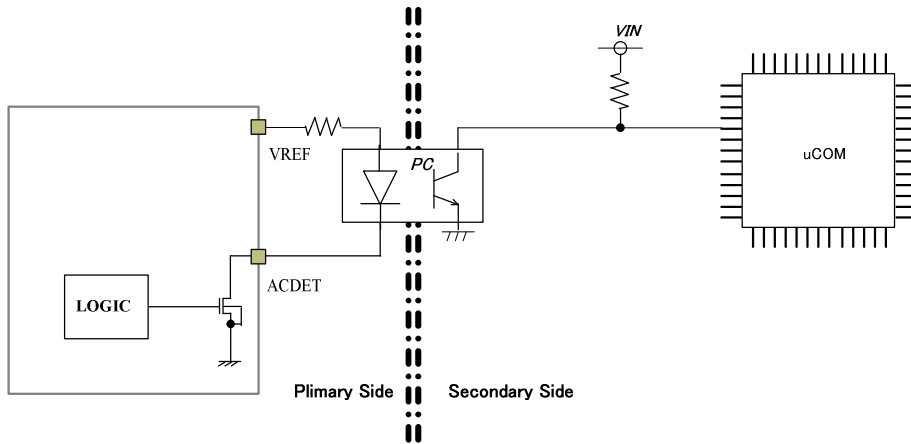 VIN
uCOM
VREF
PC
ACDET
LOGIC
Plimary Side
Secondary Side